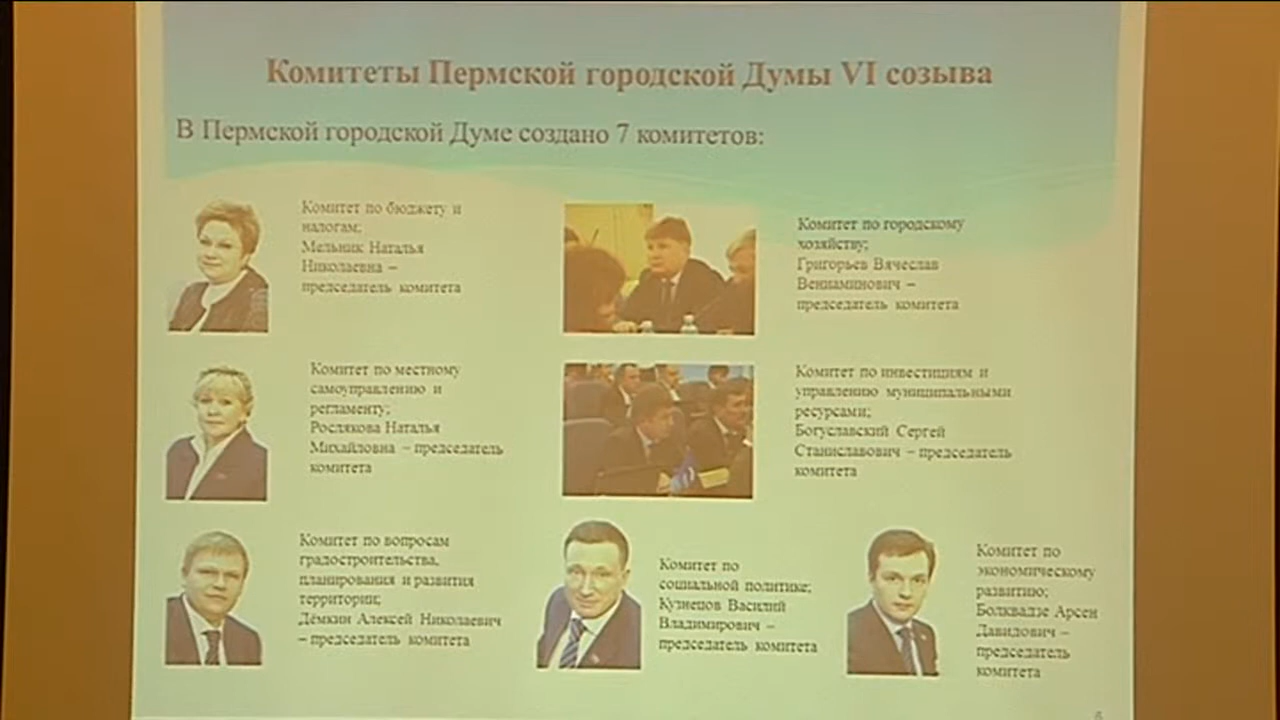 Комитеты Пермской городской Думы VI созыва
В Пермской городской Думе создано 7 комитетов:
Комитет по бюджету и
налогам;
Мельник Наталья
Николаевна –
председатель комитета
Комитет по городскому
хозяйству;
Григорьев Вячеслав
Вениаминович –
председатель комитета
Комитет по местному
самоуправлению и
регламенту;
Рослякова Наталья
Михайловна – председатель
комитета
Комитет по инвестициям и
управлению муниципальными
ресурсами;
Богуславский Сергей
Станиславович – председатель
комитета
Комитет по вопросам
градостроительства,
планирования и развития
территории;
Дёмкин Алексей Николаевич
– председатель комитета
Комитет по
социальной политике;
Кузнецов Василий
Владимирович –
председатель комитета
Комитет по
экономическому
развитию;
Болквадзе Арсен
Давидович –
председатель
комитета